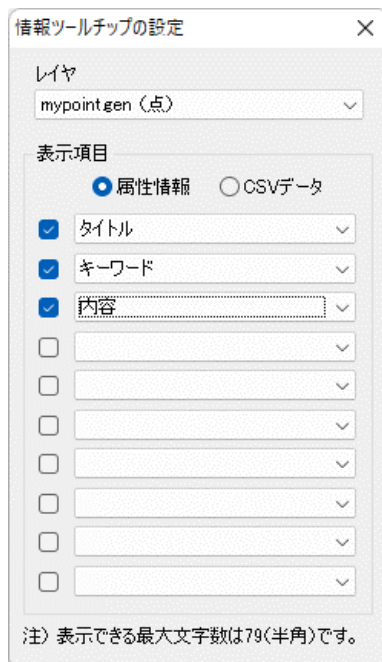 情報ツールチップの設定
レイヤ
mypointgen（点）
表示項目
属性情報 CSVデータ
タイトル
キーワード
内容
注）表示できる最大文字数は79(半角)です。